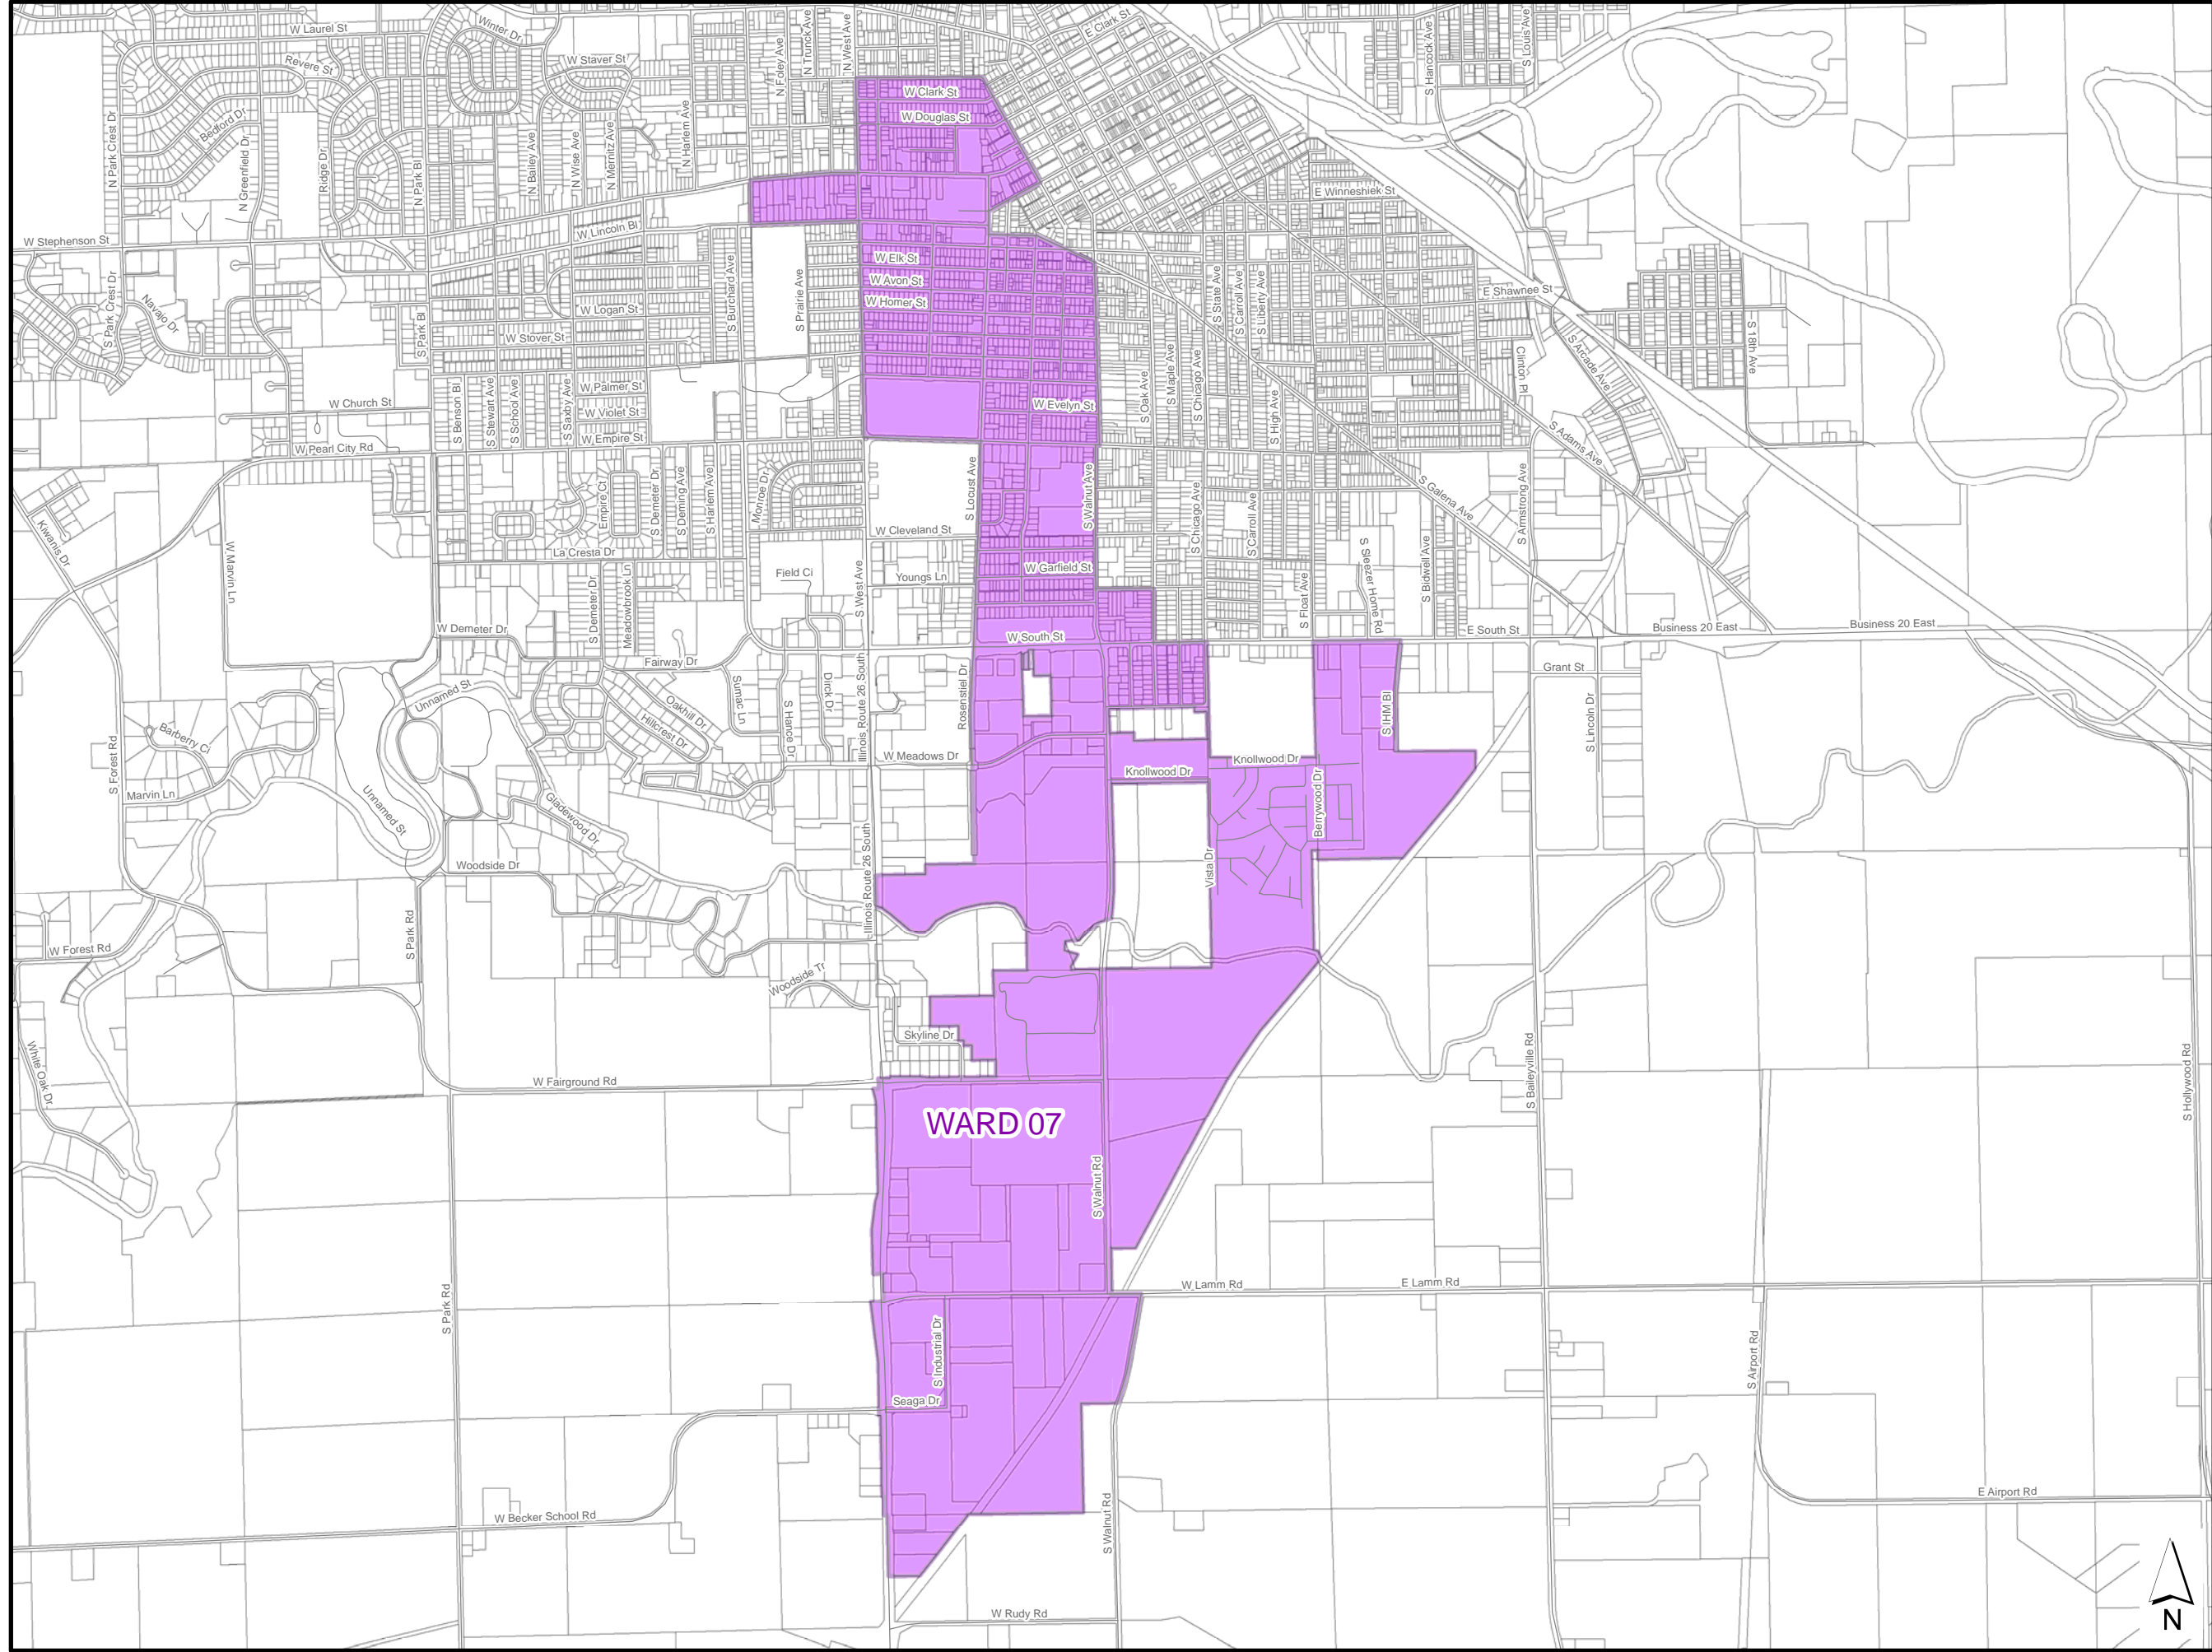 W Laurel St
Winter Dr
E Clark St
Revere St
W Staver St
N Foley Ave
N Trunck Ave
N West Ave
S Hancock Ave
S Louis Ave
N Park Crest Dr
Bedford Dr
N Greenfield Dr
Ridge Dr
N Park Bl
N Bailey Ave
N Wise Ave
N Mernitz Ave
N Harlem Ave
W Clark St
W Douglas St
E Winneshiek St
W Stephenson St
W Lincoln Bl
S Park Crest Dr
Navajo Dr
S Park Bl
W Logan St
W Stover St
S Burchard Ave
S Prairie Ave
W Elk St
W Avon St
W Homer St
S State Ave
S Carroll Ave
S Liberty Ave
E Shawnee St
S Arcade Ave
S 18th Ave
Clinton Pl
W Church St
S Benson Bl
S Stewart Ave
S School Ave
S Saxby Ave
W Palmer St
W Violet St
W Empire St
W Evelyn St
S Oak Ave
S Maple Ave
S Chicago Ave
S High Ave
S Adams Ave
W Pearl City Rd
Kiwanis Dr
W Marvin Ln
Empire Ct
S Demeter Dr
S Deming Ave
S Harlem Ave
Monroe Dr
S Locust Ave
S Walnut Ave
S Chicago Ave
S Carroll Ave
S Galena Ave
S Armstrong Ave
W Cleveland St
La Cresta Dr
Field Ci
Youngs Ln
S West Ave
W Garfield St
S Float Ave
S Sleezer Home Rd
S Bidwell Ave
W Demeter Dr
S Demeter Dr
Meadowbrook Ln
W South St
E South St
Business 20 East
Business 20 East
Fairway Dr
Grant St
Unnamed St
Sumac Ln
Oakhill Dr
Hillcrest Dr
S Hance Dr
Dirck Dr
Illinois Route 26 South
Rosenstiel Dr
S IHM Bl
S Lincoln Dr
S Forest Rd
Barberry Ci
W Meadows Dr
Knollwood Dr
Knollwood Dr
Marvin Ln
Unnamed St
Gladewood Dr
Berrywood Dr
Woodside Dr
Illinois Route 26 South
Vista Dr
W Forest Rd
S Park Rd
Woodside Tr
Skyline Dr
White Oak Dr
W Fairground Rd
S Baileyville Rd
S Hollywood Rd
WARD 07
S Walnut Rd
W Lamm Rd
E Lamm Rd
S Park Rd
S Industrial Dr
Seaga Dr
S Airport Rd
W Becker School Rd
S Walnut Rd
E Airport Rd
W Rudy Rd
N